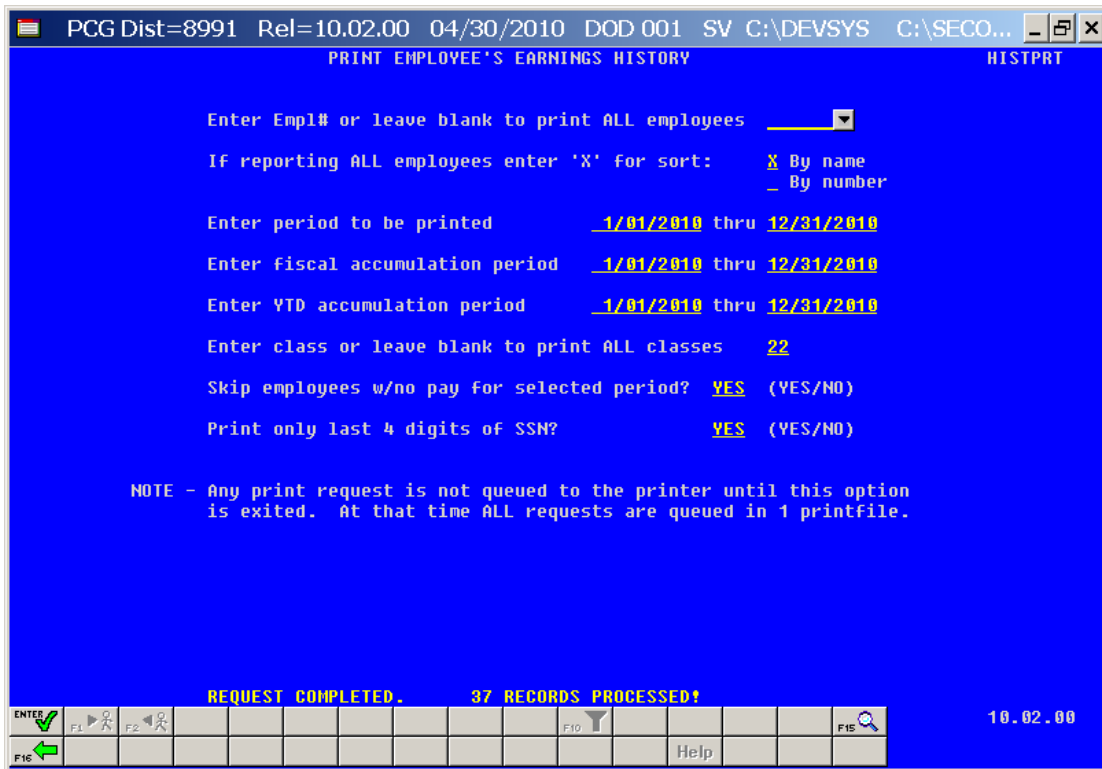 PCG Dist=8991 Rel=10.02.00 04/30/2010 DOD 001 SV C:\DEVSYS C:\SECO...
PRINT EMPLOYEE'S EARNINGS HISTORY HISTPRT
Enter Empl# or leave blank to print ALL employees ______
If reporting ALL employees enter 'X' for sort: X By name
_ By number
Enter period to be printed _1/01/2010 thru 12/31/2010
Enter fiscal accumulation period _1/01/2010 thru 12/31/2010
Enter YTD accumulation period _1/01/2010 thru 12/31/2010
Enter class or leave blank to print ALL classes 22
Skip employees w/no pay for selected period? YES (YES/NO)
Print only last 4 digits of SSN? YES (YES/NO)
NOTE - Any print request is not queued to the printer until this option
is exited. At that time ALL requests are queued in 1 printfile.
REQUEST COMPLETED. 37 RECORDS PROCESSED!
ENTER F1 F2 F10 F15 10.02.00
F16 Help